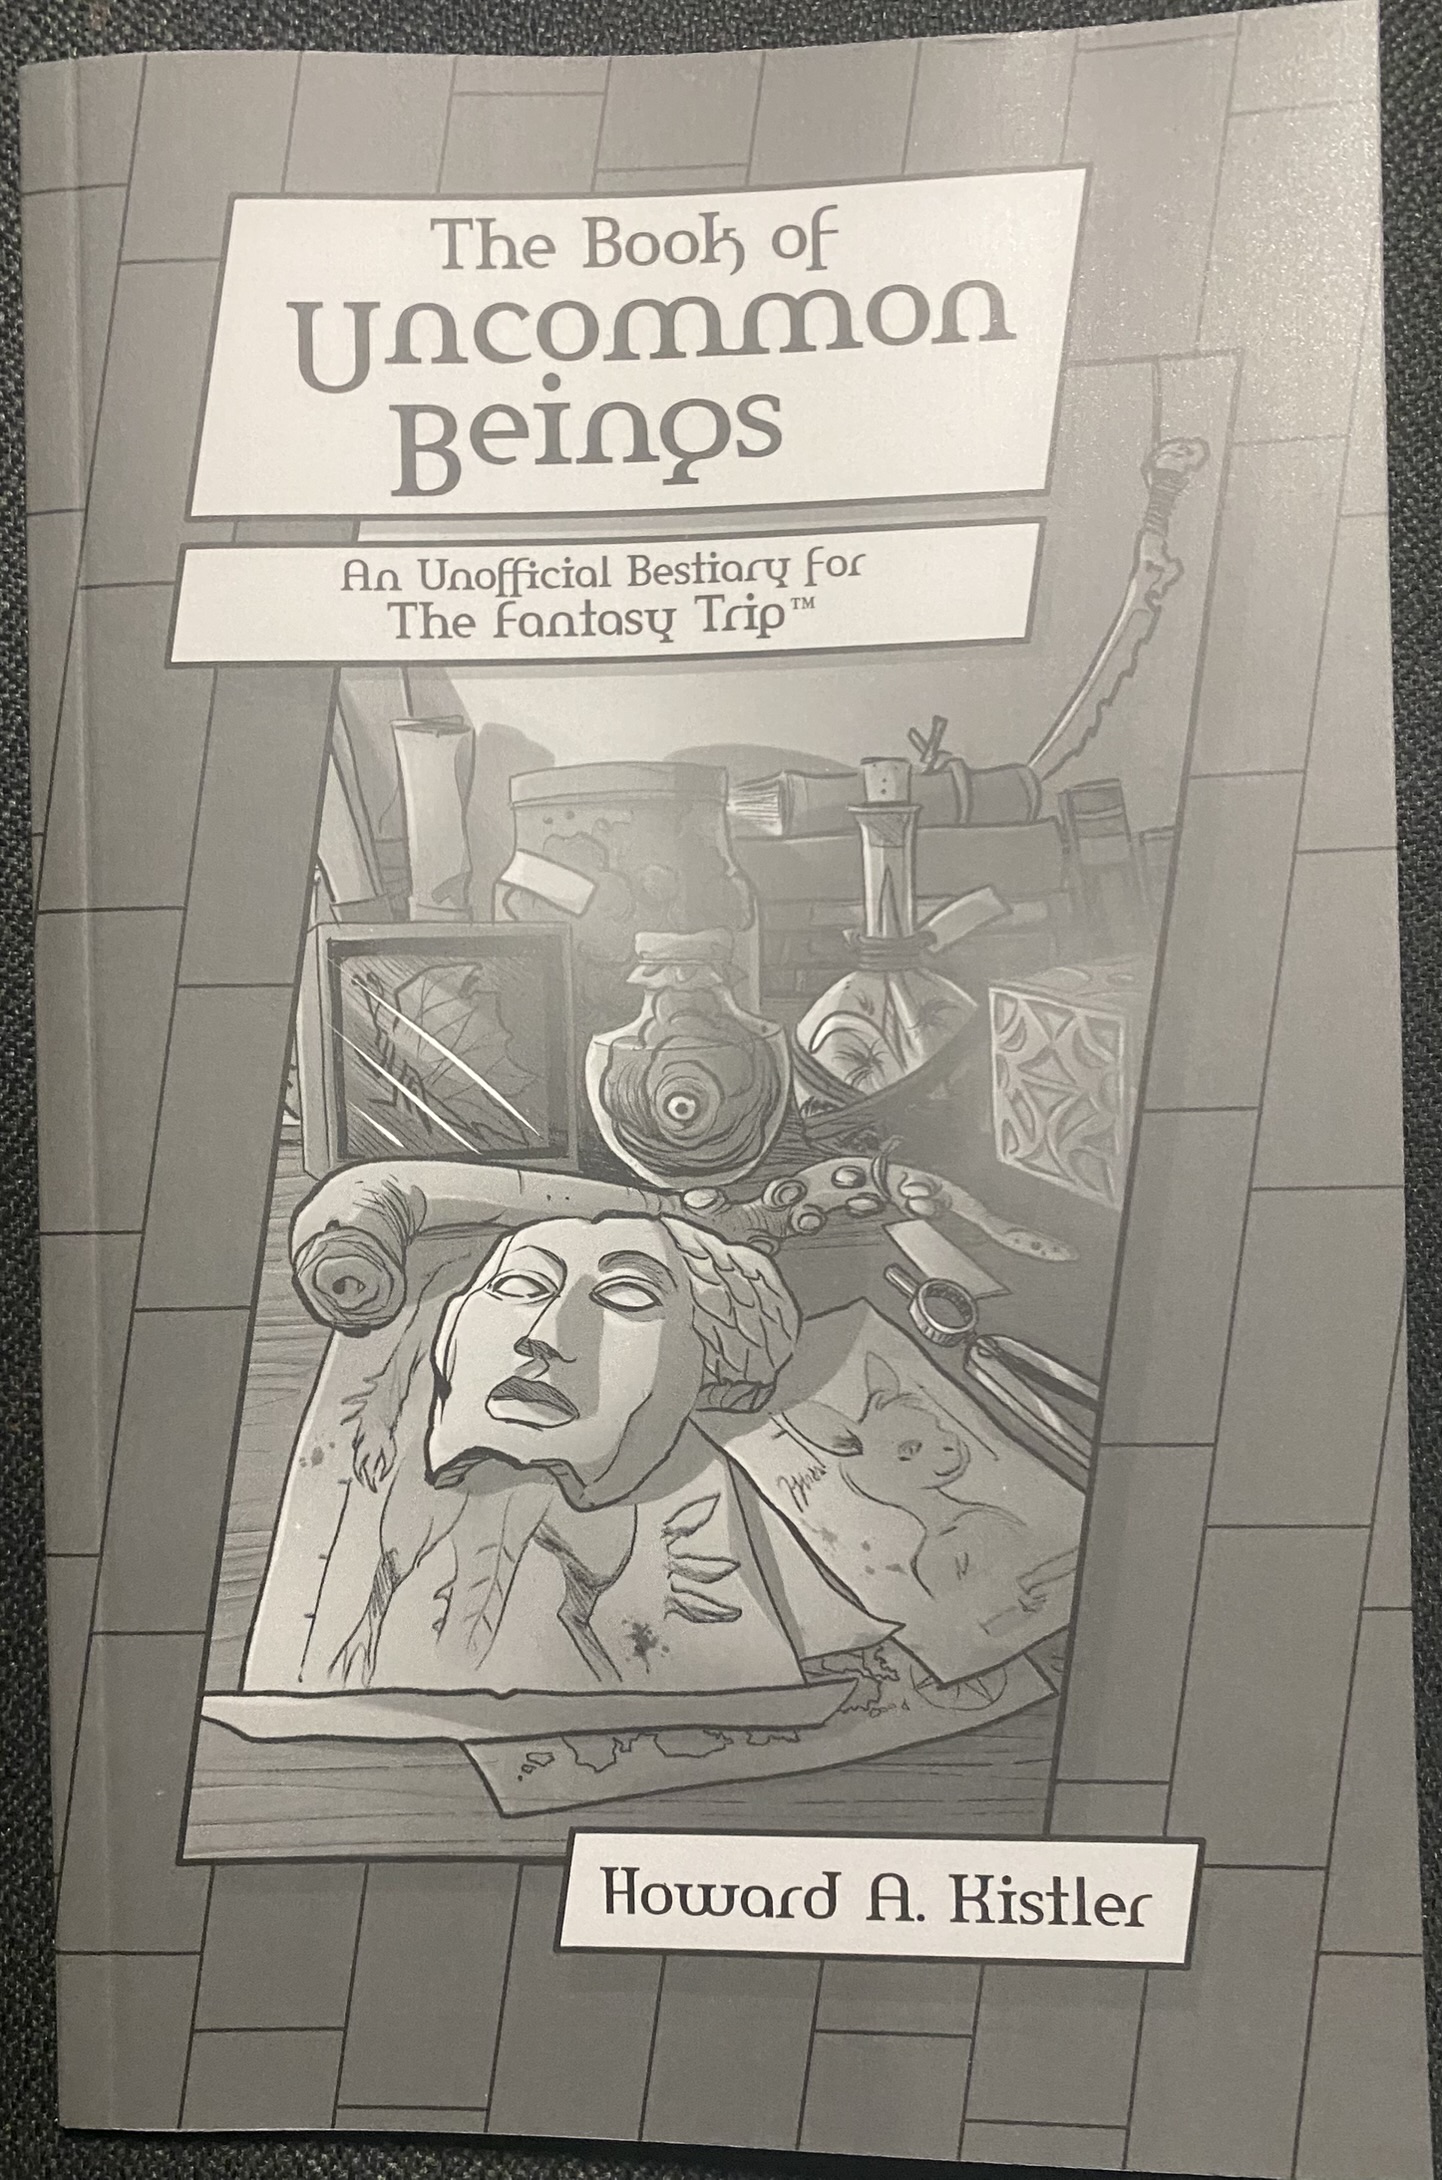 The Book of
Uncommon
Beings
An Unofficial Bestiary for
The Fantasy Trip™
Howard A. Kistler